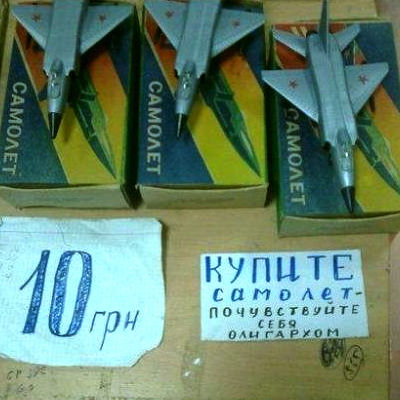 САМОЛЕТ
САМОЛЕТ
САМОЛЕТ
10 грн
КУПИТЕ
самолет-
ПОЧУВСТВУЙТЕ
СЕБЯ
ОЛИГАРХОМ